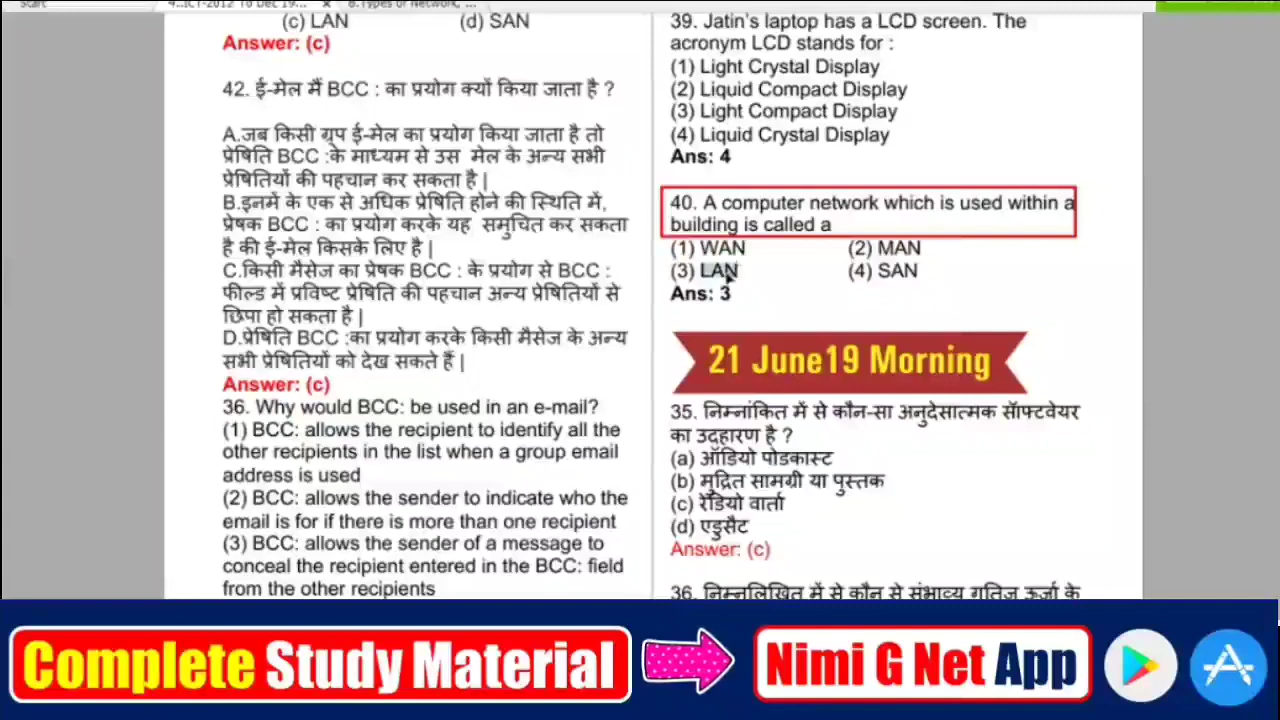 (c) LAN (d) SAN
Answer: (c)
42. ई-मेल मैं BCC : का प्रयोग क्यों किया जाता है ?
A.जब किसी ग्रुप ई-मेल का प्रयोग किया जाता है तो
प्रेषिति BCC :के माध्यम से उस मेल के अन्य सभी
प्रेषितियों की पहचान कर सकता है |
B.इनमें के एक से अधिक प्रेषिति होने की स्थिति में,
प्रेषक BCC : का प्रयोग करके यह समुचित कर सकता
है की ई-मेल किसके लिए है |
C.किसी मैसेज का प्रेषक BCC : के प्रयोग से BCC :
फील्ड में प्रविष्ट प्रेषिति की पहचान अन्य प्रेषितियों से
छिपा हो सकता है |
D.प्रेषिति BCC :का प्रयोग करके किसी मैसेज के अन्य
सभी प्रेषितियों को देख सकते हैं |
Answer: (c)
36. Why would BCC: be used in an e-mail?
(1) BCC: allows the recipient to identify all the
other recipients in the list when a group email
address is used
(2) BCC: allows the sender to indicate who the
email is for if there is more than one recipient
(3) BCC: allows the sender of a message to
conceal the recipient entered in the BCC: field
from the other recipients
39. Jatin's laptop has a LCD screen. The
acronym LCD stands for :
(1) Light Crystal Display
(2) Liquid Compact Display
(3) Light Compact Display
(4) Liquid Crystal Display
Ans: 4
40. A computer network which is used within a
building is called a
(1) WAN (2) MAN
(3) LAN (4) SAN
Ans: 3
21 June19 Morning
35. निम्नांकित में से कौन-सा अनुदेसात्मक सॅाफ्टवेयर
का उदहारण है ?
(a) ऑडियो पोडकास्ट
(b) मुद्रित सामग्री या पुस्तक
(c) रेडियो वार्ता
(d) एडुसैट
Answer: (c)
36. निम्नलिखित में से कौन से संभाव्य गतिज ऊर्जा के
Complete Study Material
Nimi G Net App